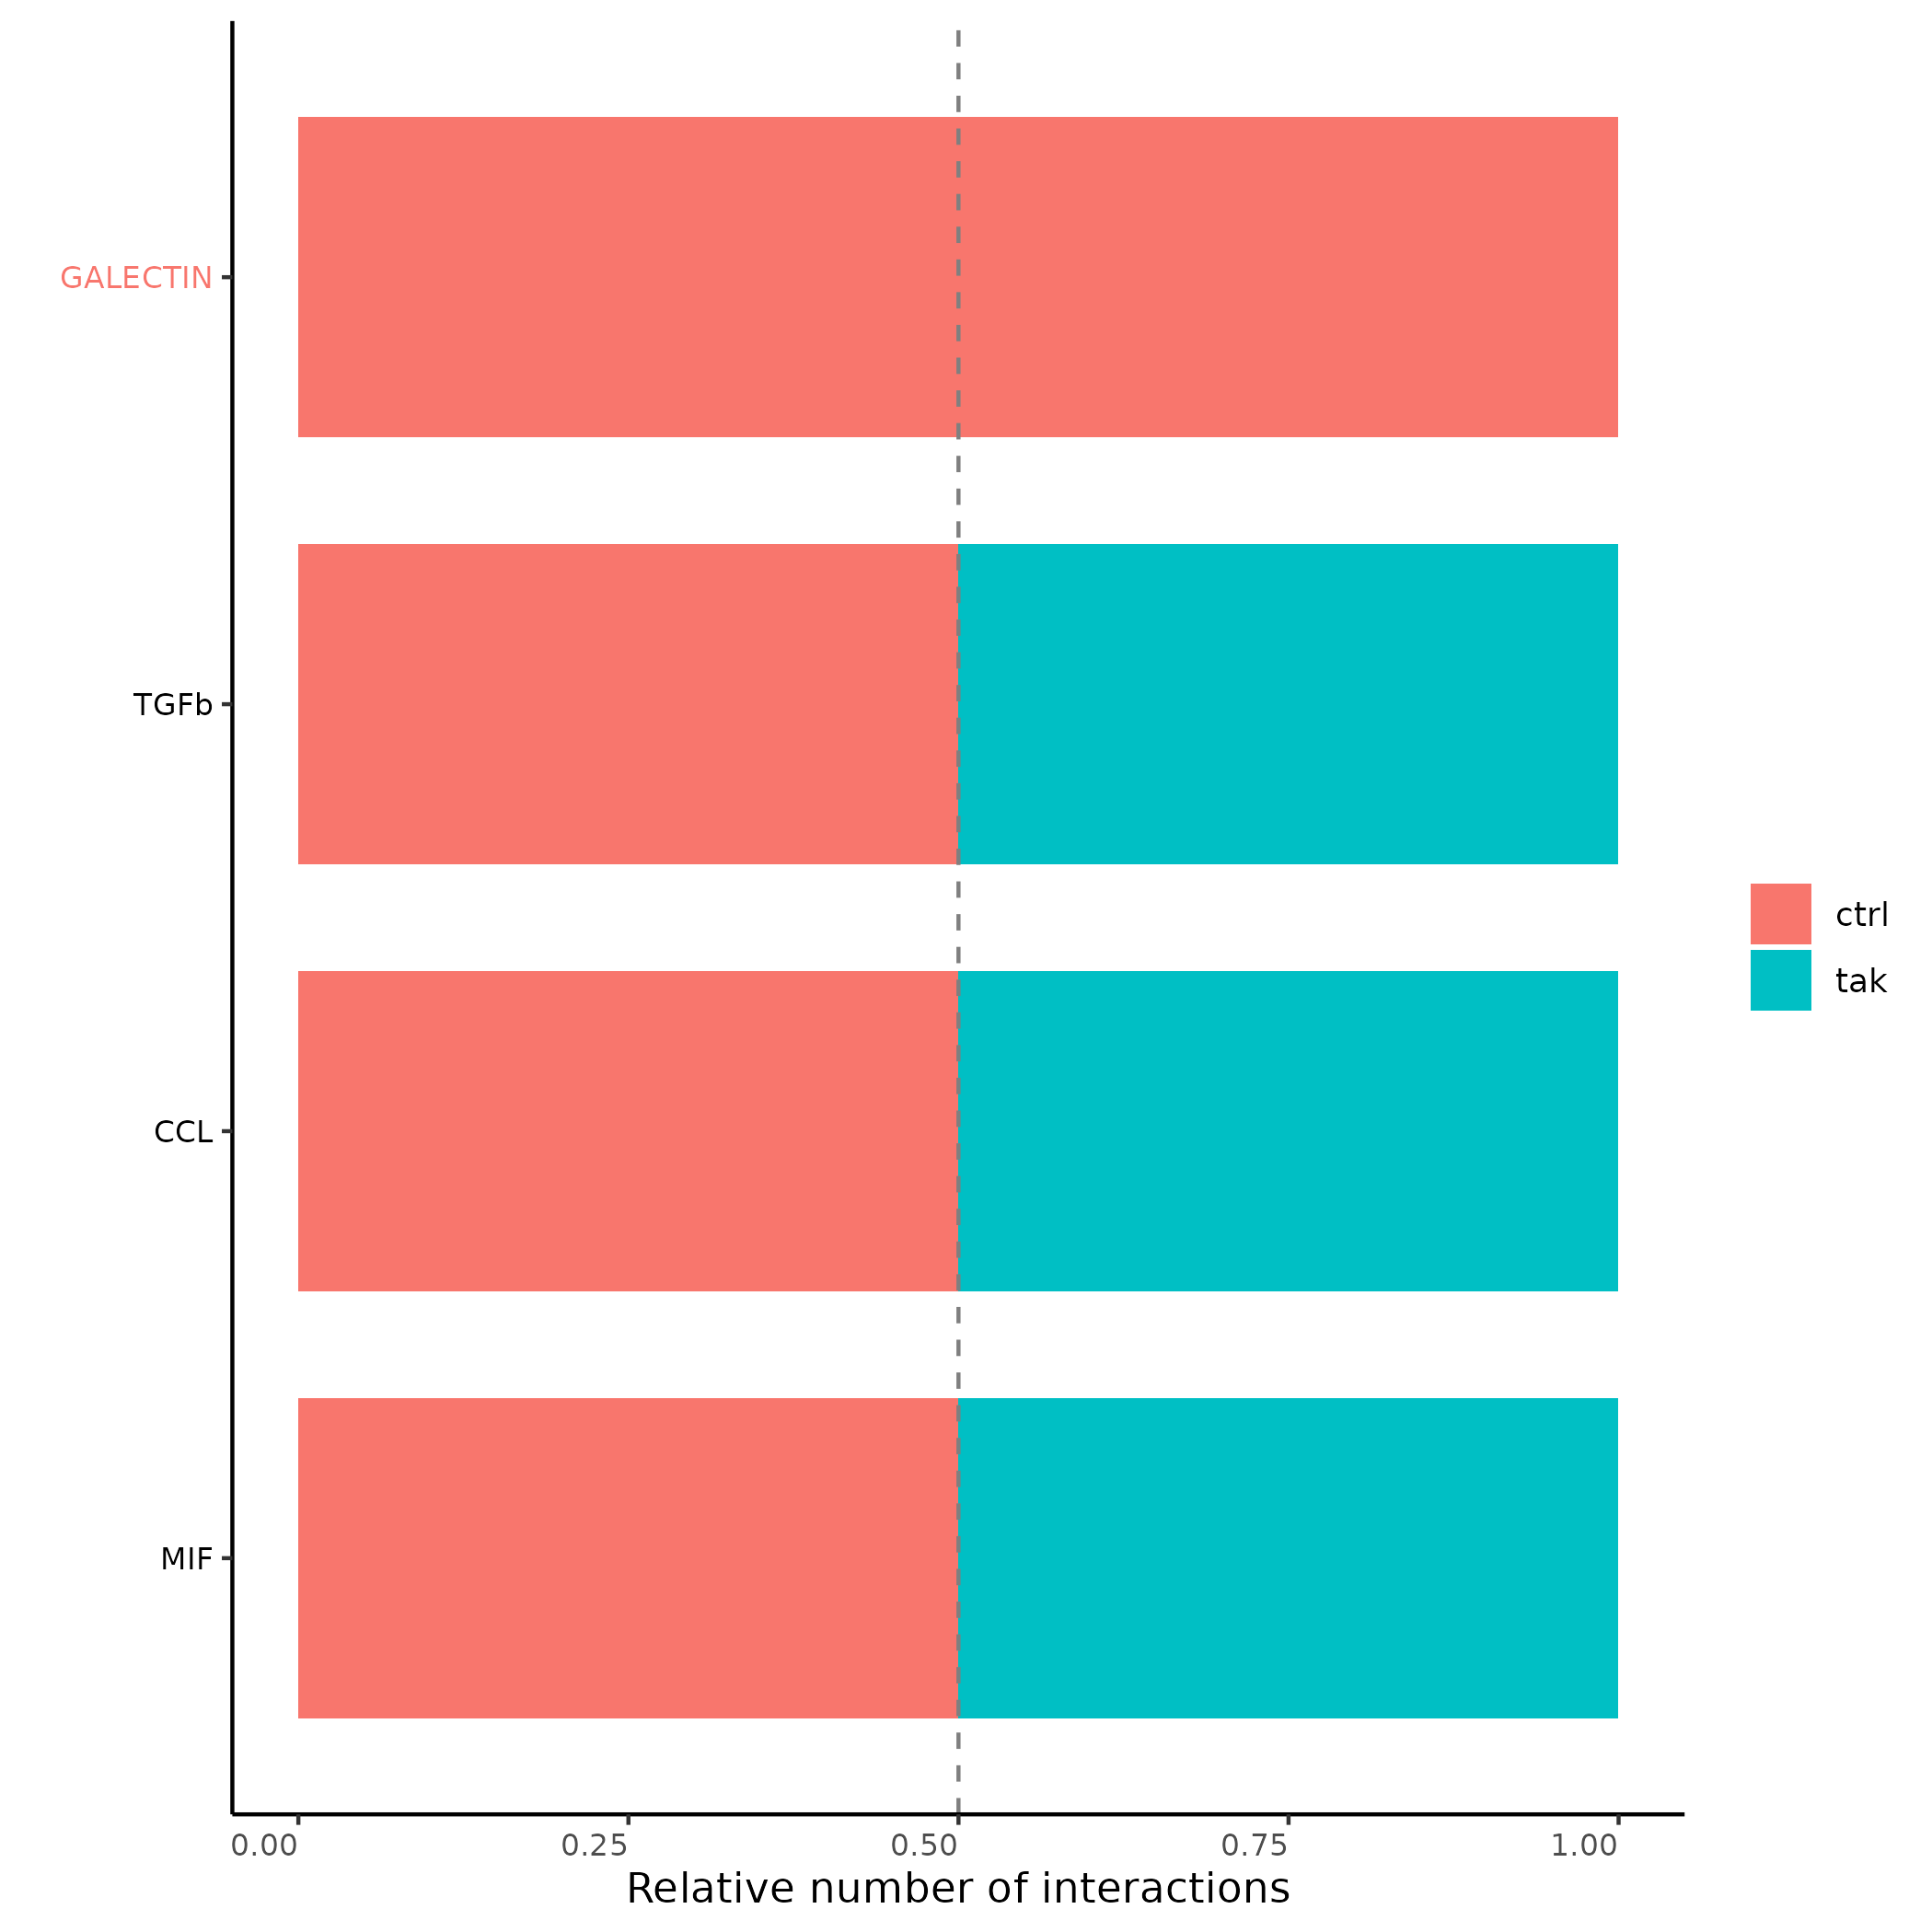 GALECTIN
TGFb
CCL
MIF
ctrl
tak
0.00 0.25 0.50 0.75 1.00
Relative number of interactions